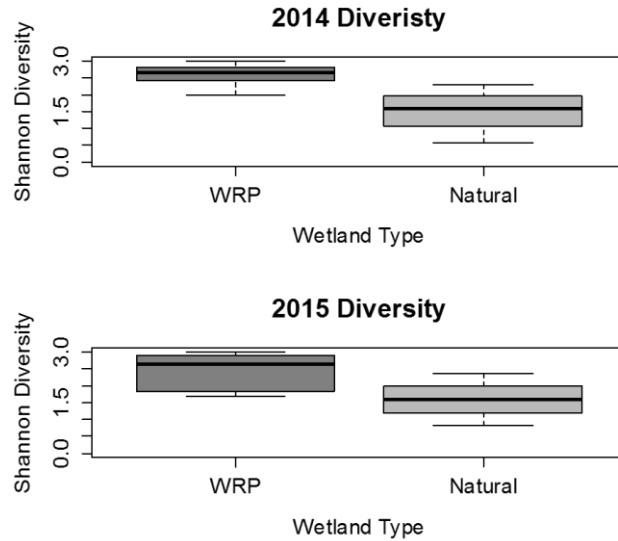 2014 Diveristy
Shannon Diversity
3.0
1.5
0.0
WRP Natural
Wetland Type
2015 Diversity
Shannon Diversity
3.0
1.5
0.0
WRP Natural
Wetland Type